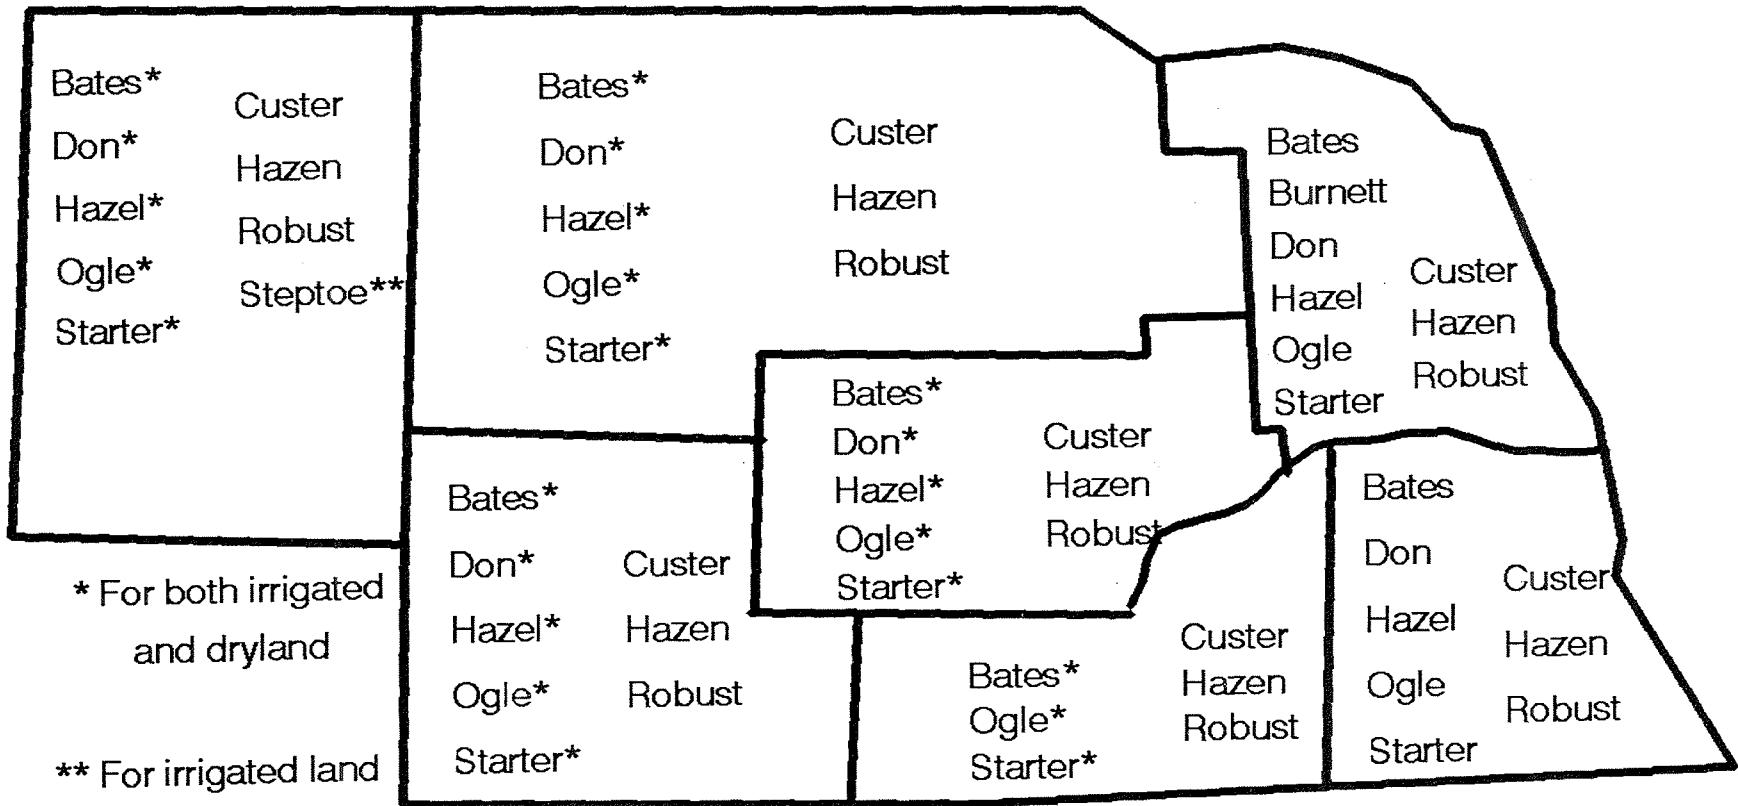 Bates*
Don*
Hazel*
Ogle*
Starter*
Custer
Hazen
Robust
Steptoe**
Bates*
Don*
Hazel*
Ogle*
Starter*
Custer
Hazen
Robust
Bates
Burnett
Don
Hazel
Ogle
Starter
Custer
Hazen
Robust
Bates*
Don*
Hazel*
Ogle*
Starter*
Custer
Hazen
Robust
Bates*
Don*
Hazel*
Ogle*
Starter*
Custer
Hazen
Robust
Bates*
Ogle*
Starter*
Custer
Hazen
Robust
Bates
Don
Hazel
Ogle
Starter
Custer
Hazen
Robust
* For both irrigated
and dryland
** For irrigated land